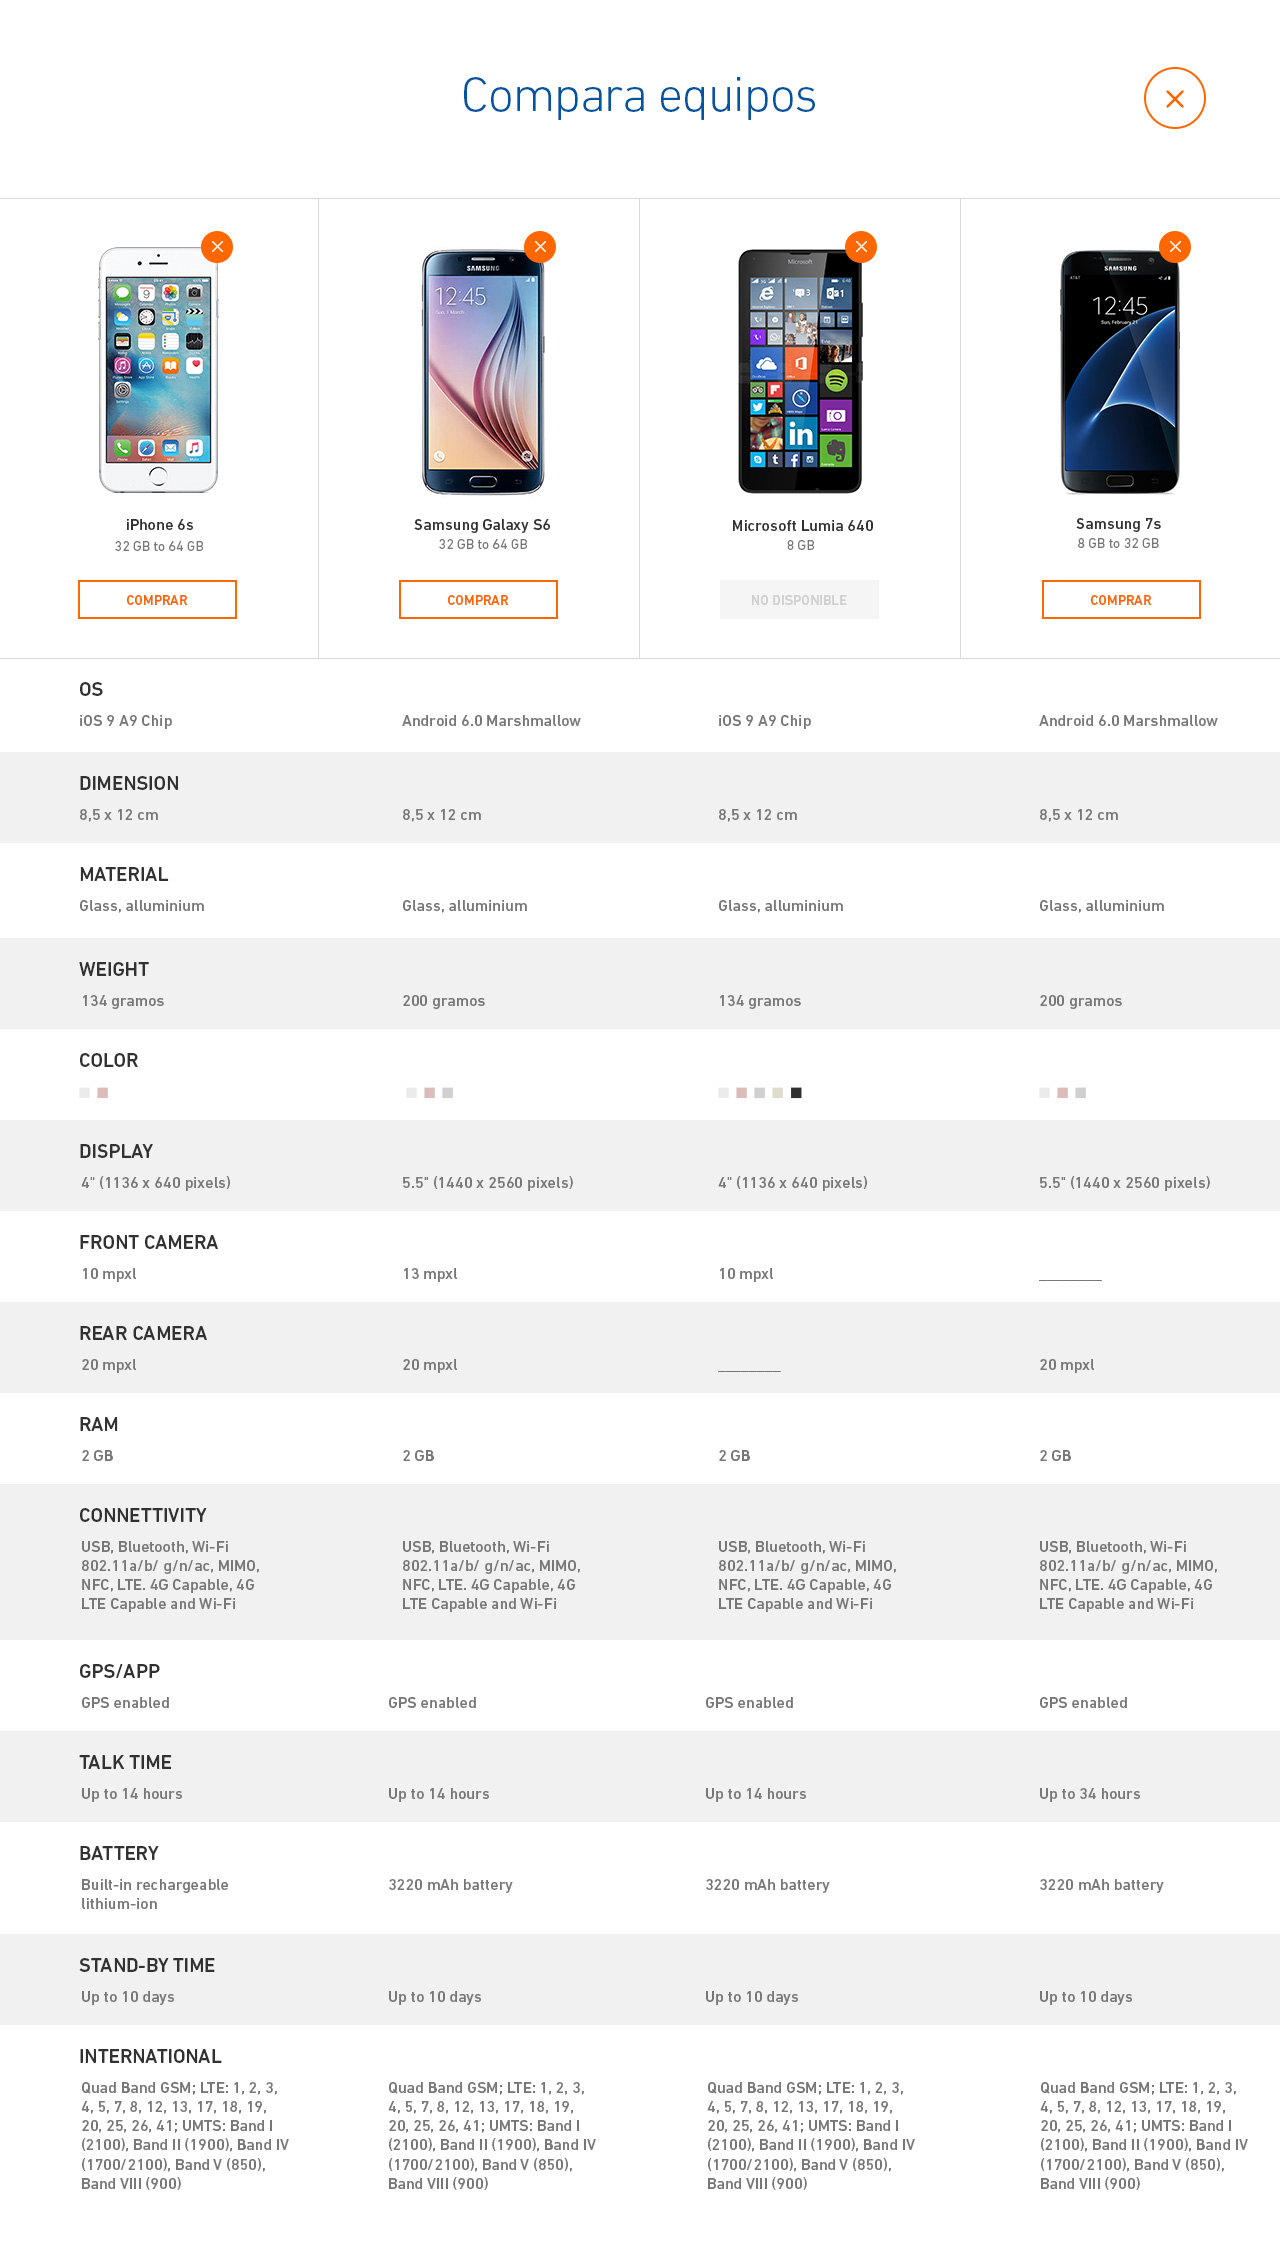 Compara equipos
SAMSUNG
12:45
Sun, 1 March
Microsoft
SAMSUNG
AT&T
12:45
Sun, February 21
iPhone 6s
Samsung Galaxy S6
Microsoft Lumia 640
Samsung 7s
32 GB to 64 GB
32 GB to 64 GB
8 GB
8 GB to 32 GB
COMPRAR
COMPRAR
NO DISPONIBLE
COMPRAR
OS
iOS 9 A9 Chip
Android 6.0 Marshmallow
iOS 9 A9 Chip
Android 6.0 Marshmallow
DIMENSION
8,5 x 12 cm
8,5 x 12 cm
8,5 x 12 cm
8,5 x 12 cm
MATERIAL
Glass, alluminium
Glass, alluminium
Glass, alluminium
Glass, alluminium
WEIGHT
134 gramos
200 gramos
134 gramos
200 gramos
COLOR
DISPLAY
4" (1136 x 640 pixels)
5.5" (1440 x 2560 pixels)
4" (1136 x 640 pixels)
5.5" (1440 x 2560 pixels)
FRONT CAMERA
10 mpxl
13 mpxl
10 mpxl
________
REAR CAMERA
20 mpxl
20 mpxl
________
20 mpxl
RAM
2 GB
2 GB
2 GB
2 GB
CONNETTIVITY
USB, Bluetooth, Wi-Fi
802.11a/b/ g/n/ac, MIMO,
NFC, LTE. 4G Capable, 4G
LTE Capable and Wi-Fi
USB, Bluetooth, Wi-Fi
802.11a/b/ g/n/ac, MIMO,
NFC, LTE. 4G Capable, 4G
LTE Capable and Wi-Fi
USB, Bluetooth, Wi-Fi
802.11a/b/ g/n/ac, MIMO,
NFC, LTE. 4G Capable, 4G
LTE Capable and Wi-Fi
USB, Bluetooth, Wi-Fi
802.11a/b/ g/n/ac, MIMO,
NFC, LTE. 4G Capable, 4G
LTE Capable and Wi-Fi
GPS/APP
GPS enabled
GPS enabled
GPS enabled
GPS enabled
TALK TIME
Up to 14 hours
Up to 14 hours
Up to 14 hours
Up to 34 hours
BATTERY
Built-in rechargeable
lithium-ion
3220 mAh battery
3220 mAh battery
3220 mAh battery
STAND-BY TIME
Up to 10 days
Up to 10 days
Up to 10 days
Up to 10 days
INTERNATIONAL
Quad Band GSM; LTE: 1, 2, 3,
4, 5, 7, 8, 12, 13, 17, 18, 19,
20, 25, 26, 41; UMTS: Band I
(2100), Band II (1900), Band IV
(1700/2100), Band V (850),
Band VIII (900)
Quad Band GSM; LTE: 1, 2, 3,
4, 5, 7, 8, 12, 13, 17, 18, 19,
20, 25, 26, 41; UMTS: Band I
(2100), Band II (1900), Band IV
(1700/2100), Band V (850),
Band VIII (900)
Quad Band GSM; LTE: 1, 2, 3,
4, 5, 7, 8, 12, 13, 17, 18, 19,
20, 25, 26, 41; UMTS: Band I
(2100), Band II (1900), Band IV
(1700/2100), Band V (850),
Band VIII (900)
Quad Band GSM; LTE: 1, 2, 3,
4, 5, 7, 8, 12, 13, 17, 18, 19,
20, 25, 26, 41; UMTS: Band I
(2100), Band II (1900), Band IV
(1700/2100), Band V (850),
Band VIII (900)